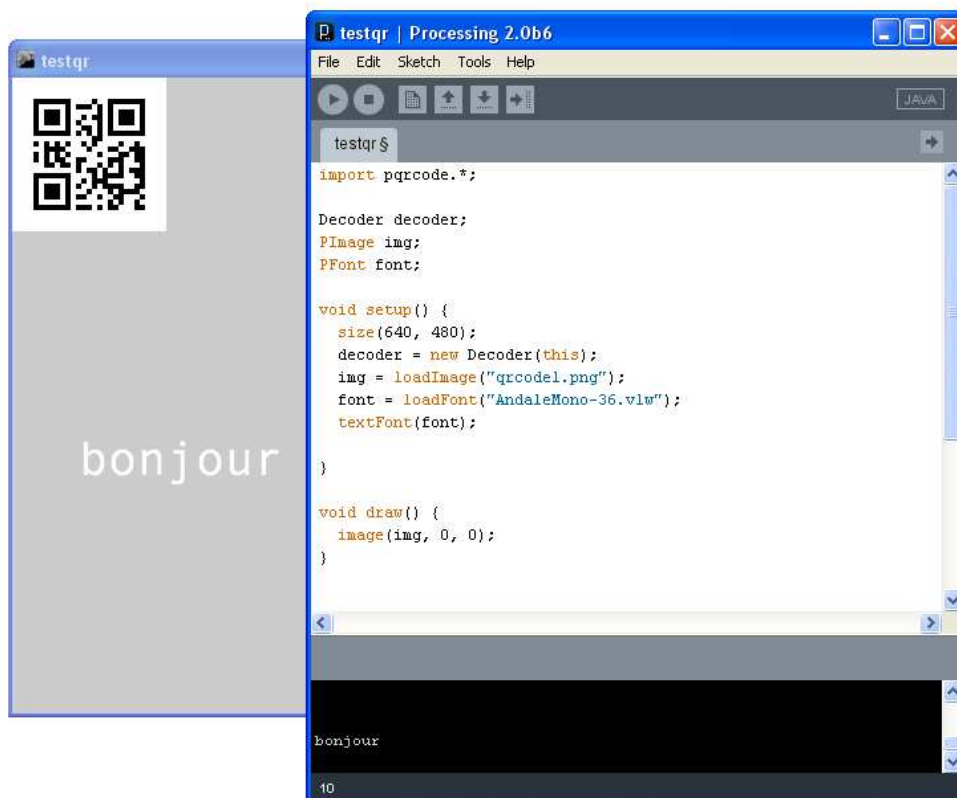 testqr
bonjour
testqr | Processing 2.0b6
File Edit Sketch Tools Help
JAVA
testqr §
import pqrcode.*;
Decoder decoder;
PImage img;
PFont font;
void setup() {
size(640, 480);
decoder = new Decoder(this);
img = loadImage("qrcode1.png");
font = loadFont("AndaleMono-36.vlw");
textFont(font);
}
void draw() {
image(img, 0, 0);
}
bonjour
10